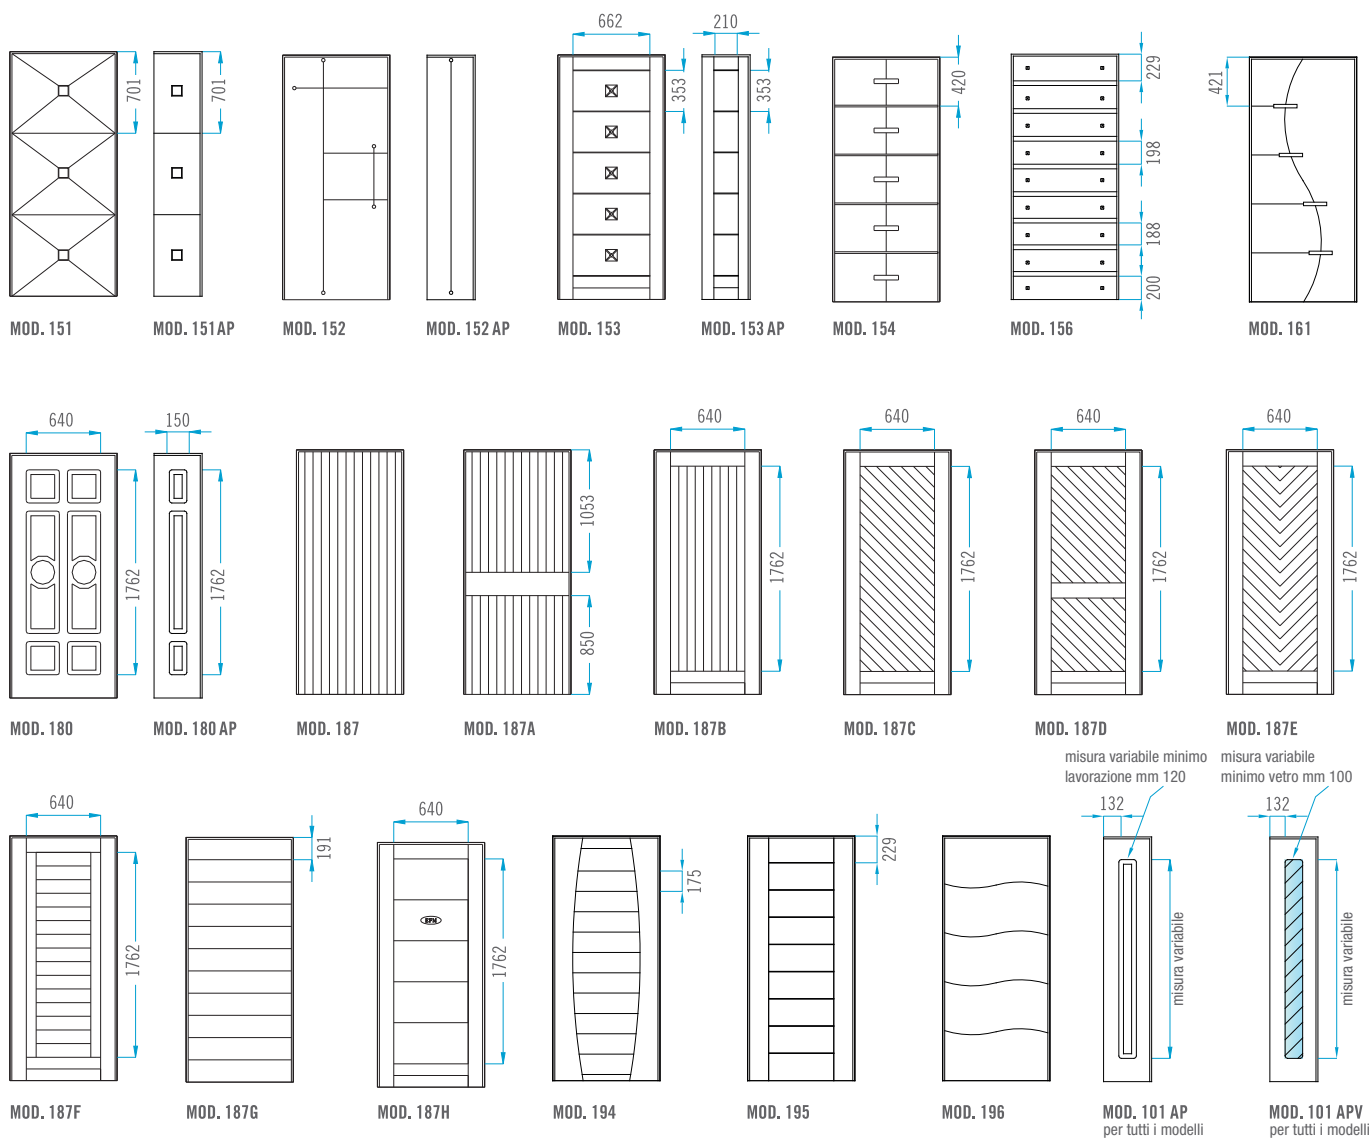 662
210
701
701
353
353
420
229
198
188
200
421
MOD. 151
MOD. 151 AP
MOD. 152
MOD. 152 AP
MOD. 153
MOD. 153 AP
MOD. 154
MOD. 156
MOD. 161
640
150
640
640
640
640
1762
1762
1053
850
1762
1762
1762
1762
MOD. 180
MOD. 180 AP
MOD. 187
MOD. 187A
MOD. 187B
MOD. 187C
MOD. 187D
MOD. 187E
misura variabile minimo
lavorazione mm 120
misura variabile
minimo vetro mm 100
640
640
132
132
1762
191
1762
175
229
misura variabile
misura variabile
MOD. 187F
MOD. 187G
MOD. 187H
MOD. 194
MOD. 195
MOD. 196
MOD. 101 AP
per tutti i modelli
MOD. 101 APV
per tutti i modelli